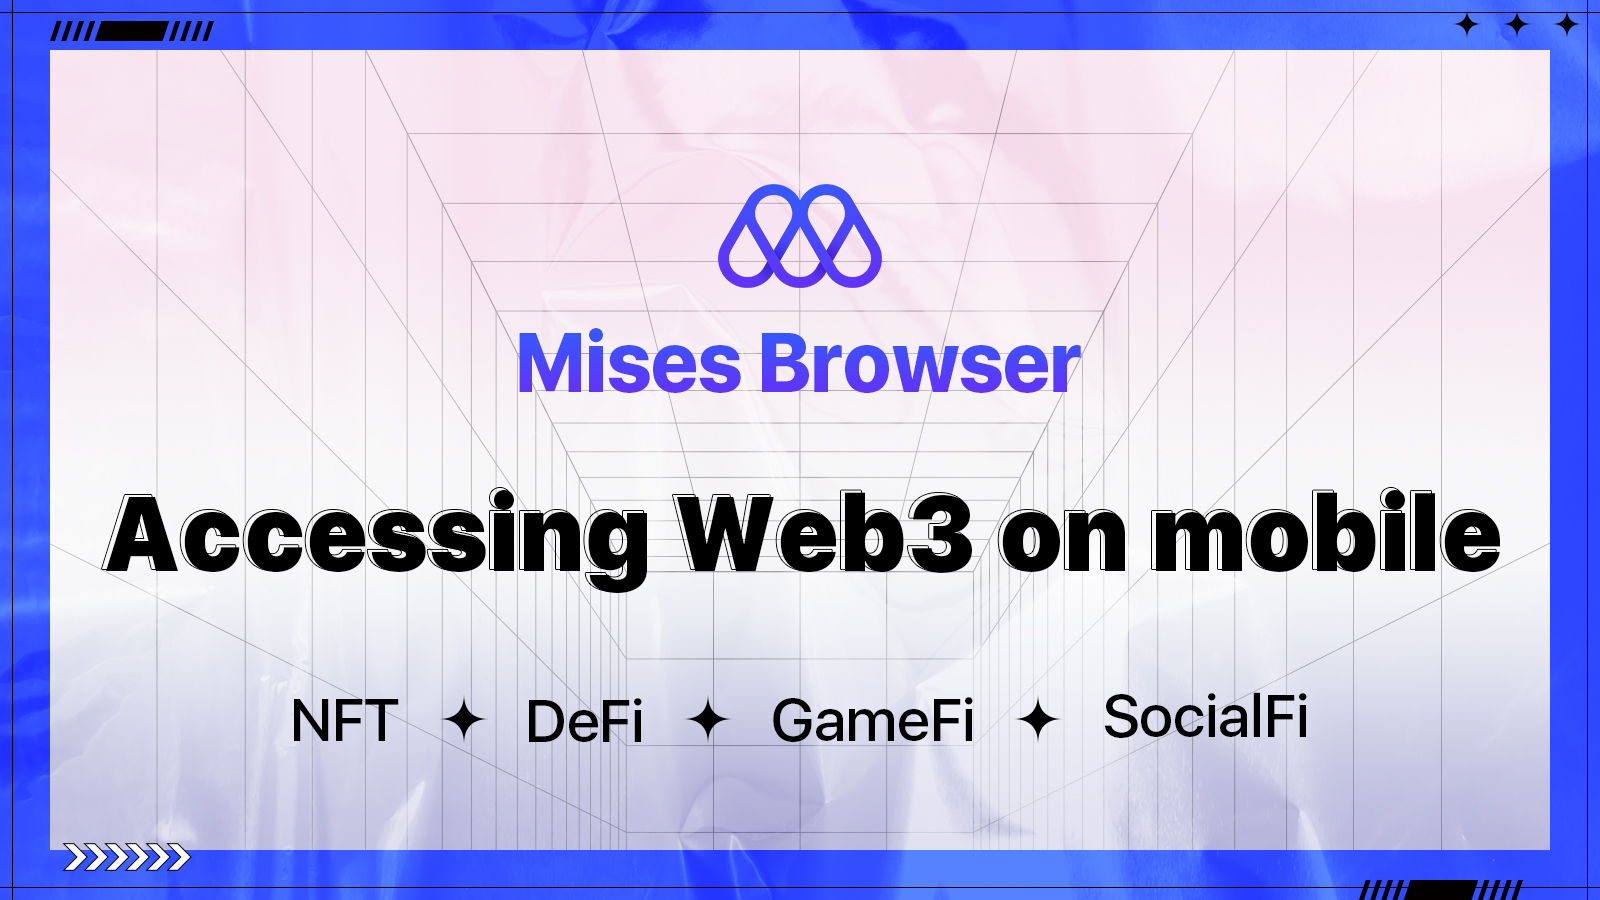 Mises Browser
Accessing Web3 on mobile
NFT ✦ DeFi ✦ GameFi ✦ SocialFi